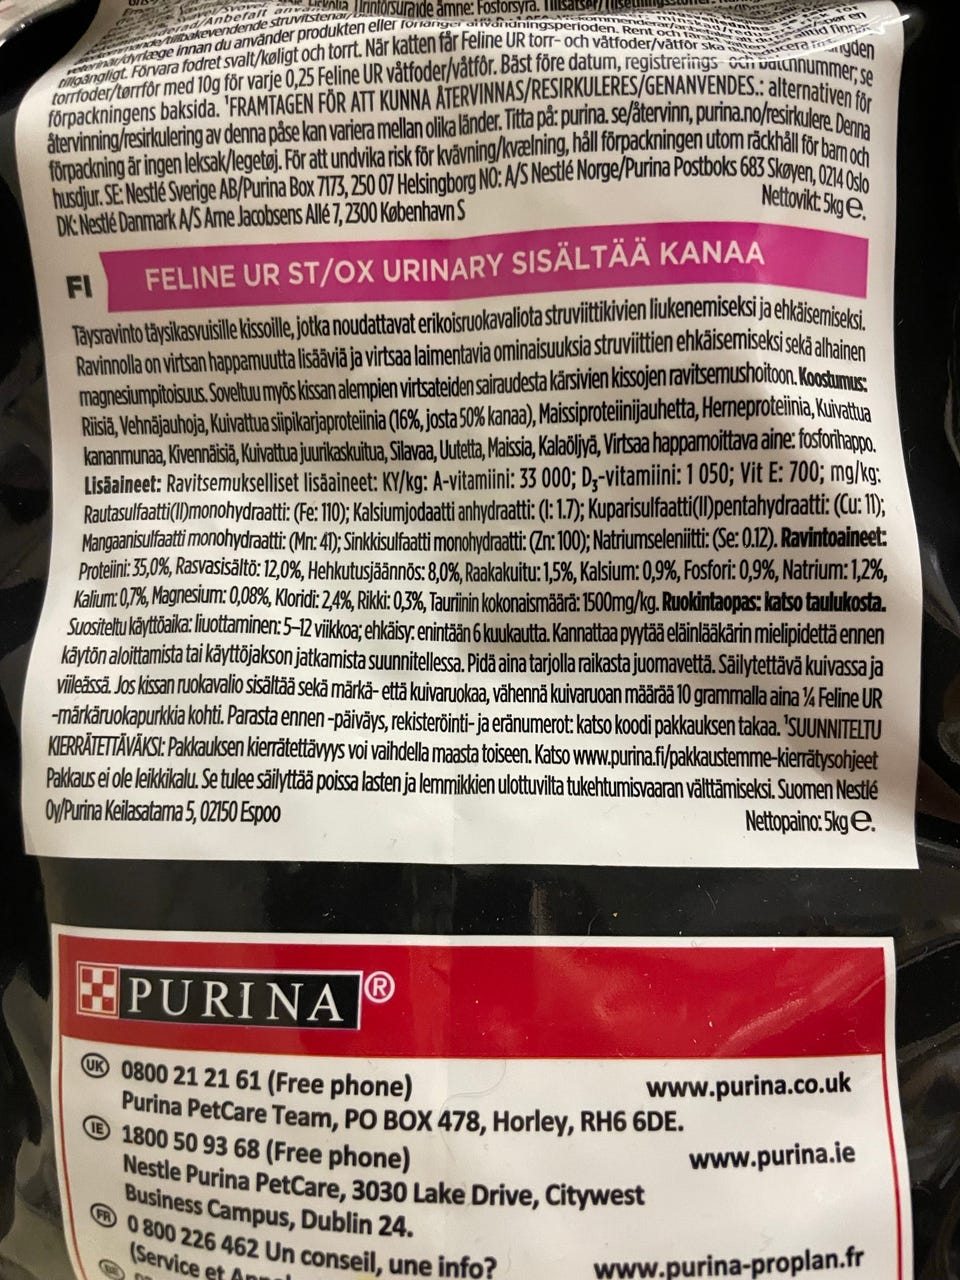 ämne: Fosforsyra.
veterinär/dyrlæge innan du använder produkten eller förlänger användningsperioden. Rent och
tillgängligt. Förvara fodret svalt/køligt och torrt. När katten får Feline UR torr- och våtfoder/våtfôr ska
torrfoder/tørrfôr med 10g för varje 0,25 Feline UR våtfoder/våtfôr. Bäst före datum, registrerings- och batchnummer; se
förpackningens baksida. ¹FRAMTAGEN FÖR ATT KUNNA ÅTERVINNAS/RESIRKULERES/GENANVENDES.: alternativen för
återvinning/resirkulering av denna påse kan variera mellan olika länder. Titta på: purina. se/återvinn, purina.no/resirkulere. Denna
förpackning är ingen leksak/legetøj. För att undvika risk för kvävning/kvælning, håll förpackningen utom räckhåll för barn och
husdjur. SE: Nestlé Sverige AB/Purina Box 7173, 250 07 Helsingborg NO: A/S Nestlé Norge/Purina Postboks 683 Skøyen, 0214 Oslo
DK: Nestlé Danmark A/S Arne Jacobsens Allé 7, 2300 København S
Nettovikt: 5kg e.
FI FELINE UR ST/OX URINARY SISÄLTÄÄ KANAA
Täysravinto täysikasvuisille kissoille, jotka noudattavat erikoisruokavaliota struviittikivien liukenemiseksi ja ehkäisemiseksi.
Ravinnolla on virtsan happamuutta lisääviä ja virtsaa laimentavia ominaisuuksia struviittien ehkäisemiseksi sekä alhainen
magnesiumpitoisuus. Soveltuu myös kissan alempien virtsateiden sairaudesta kärsivien kissojen ravitsemushoitoon. Koostumus:
Riisiä, Vehnäjauhoja, Kuivattua siipikarjaproteiinia (16%, josta 50% kanaa), Maissiproteiinijauhetta, Herneproteiinia, Kuivattua
kananmunaa, Kivennäisiä, Kuivattua juurikaskuitua, Silavaa, Uutetta, Maissia, Kalaöljyä, Virtsaa happamoittava aine: fosforihappo.
Lisäaineet: Ravitsemukselliset lisäaineet: KY/kg: A-vitamiini: 33 000; D₃-vitamiini: 1 050; Vit E: 700; mg/kg:
Rautasulfaatti(II)monohydraatti: (Fe: 110); Kalsiumjodaatti anhydraatti: (I: 1.7); Kuparisulfaatti(II)pentahydraatti: (Cu: 11);
Mangaanisulfaatti monohydraatti: (Mn: 41); Sinkkisulfaatti monohydraatti: (Zn: 100); Natriumseleniitti: (Se: 0.12). Ravintoaineet:
Proteiini: 35,0%, Rasvasisältö: 12,0%, Hehkutusjäännös: 8,0%, Raakakuitu: 1,5%, Kalsium: 0,9%, Fosfori: 0,9%, Natrium: 1,2%,
Kalium: 0,7%, Magnesium: 0,08%, Kloridi: 2,4%, Rikki: 0,3%, Tauriinin kokonaismäärä: 1500mg/kg. Ruokintaopas: katso taulukosta.
Suositeltu käyttöaika: liuottaminen: 5–12 viikkoa; ehkäisy: enintään 6 kuukautta. Kannattaa pyytää eläinlääkärin mielipidettä ennen
käytön aloittamista tai käyttöjakson jatkamista suunnitellessa. Pidä aina tarjolla raikasta juomavettä. Säilytettävä kuivassa ja
viileässä. Jos kissan ruokavalio sisältää sekä märkä- että kuivaruokaa, vähennä kuivaruoan määrää 10 grammalla aina ¼ Feline UR
-märkäruokapurkkia kohti. Parasta ennen -päiväys, rekisteröinti- ja eränumerot: katso koodi pakkauksen takaa. ¹SUUNNITELTU
KIERRÄTETTÄVÄKSI: Pakkauksen kierrätettävyys voi vaihdella maasta toiseen. Katso www.purina.fi/pakkaustemme-kierrätysohjeet
Pakkaus ei ole leikkikalu. Se tulee säilyttää poissa lasten ja lemmikkien ulottuvilta tukehtumisvaaran välttämiseksi. Suomen Nestlé
Oy/Purina Keilasatama 5, 02150 Espoo
Nettopaino: 5kg e.
PURINA®
UK 0800 21 21 61 (Free phone) www.purina.co.uk
Purina PetCare Team, PO BOX 478, Horley, RH6 6DE.
IE 1800 50 93 68 (Free phone) www.purina.ie
Nestle Purina PetCare, 3030 Lake Drive, Citywest
Business Campus, Dublin 24.
FR 0 800 226 462 Un conseil, une info? www.purina-proplan.fr
(Service et